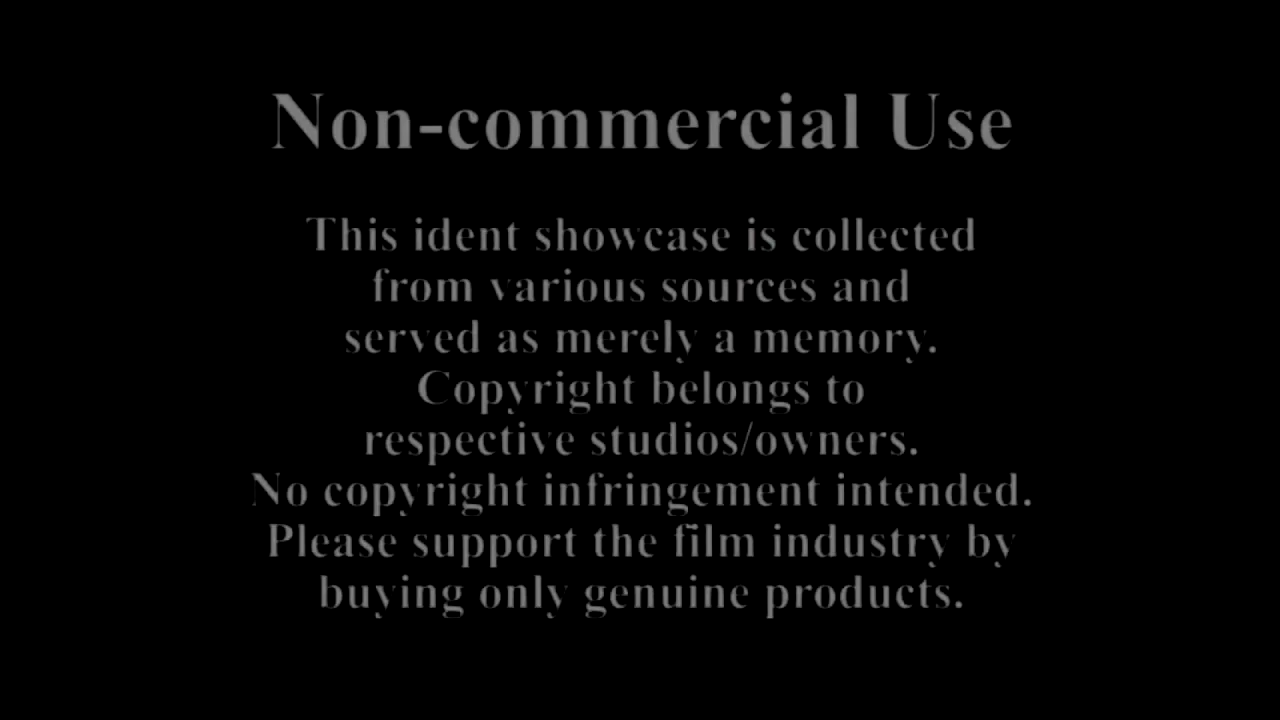 Non-commercial Use
This ident showcase is collected
from various sources and
served as merely a memory.
Copyright belongs to
respective studios/owners.
No copyright infringement intended.
Please support the film industry by
buying only genuine products.